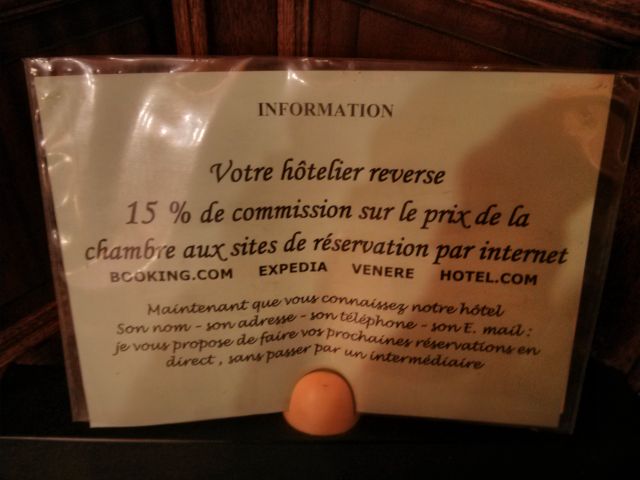 INFORMATION
Votre hôtelier reverse
15 % de commission sur le prix de la
chambre aux sites de réservation par internet
BOOKING.COM EXPEDIA VENERE HOTEL.COM
Maintenant que vous connaissez notre hôtel
Son nom - son adresse - son téléphone - son E. mail :
je vous propose de faire vos prochaines réservations en
direct , sans passer par un intermédiaire